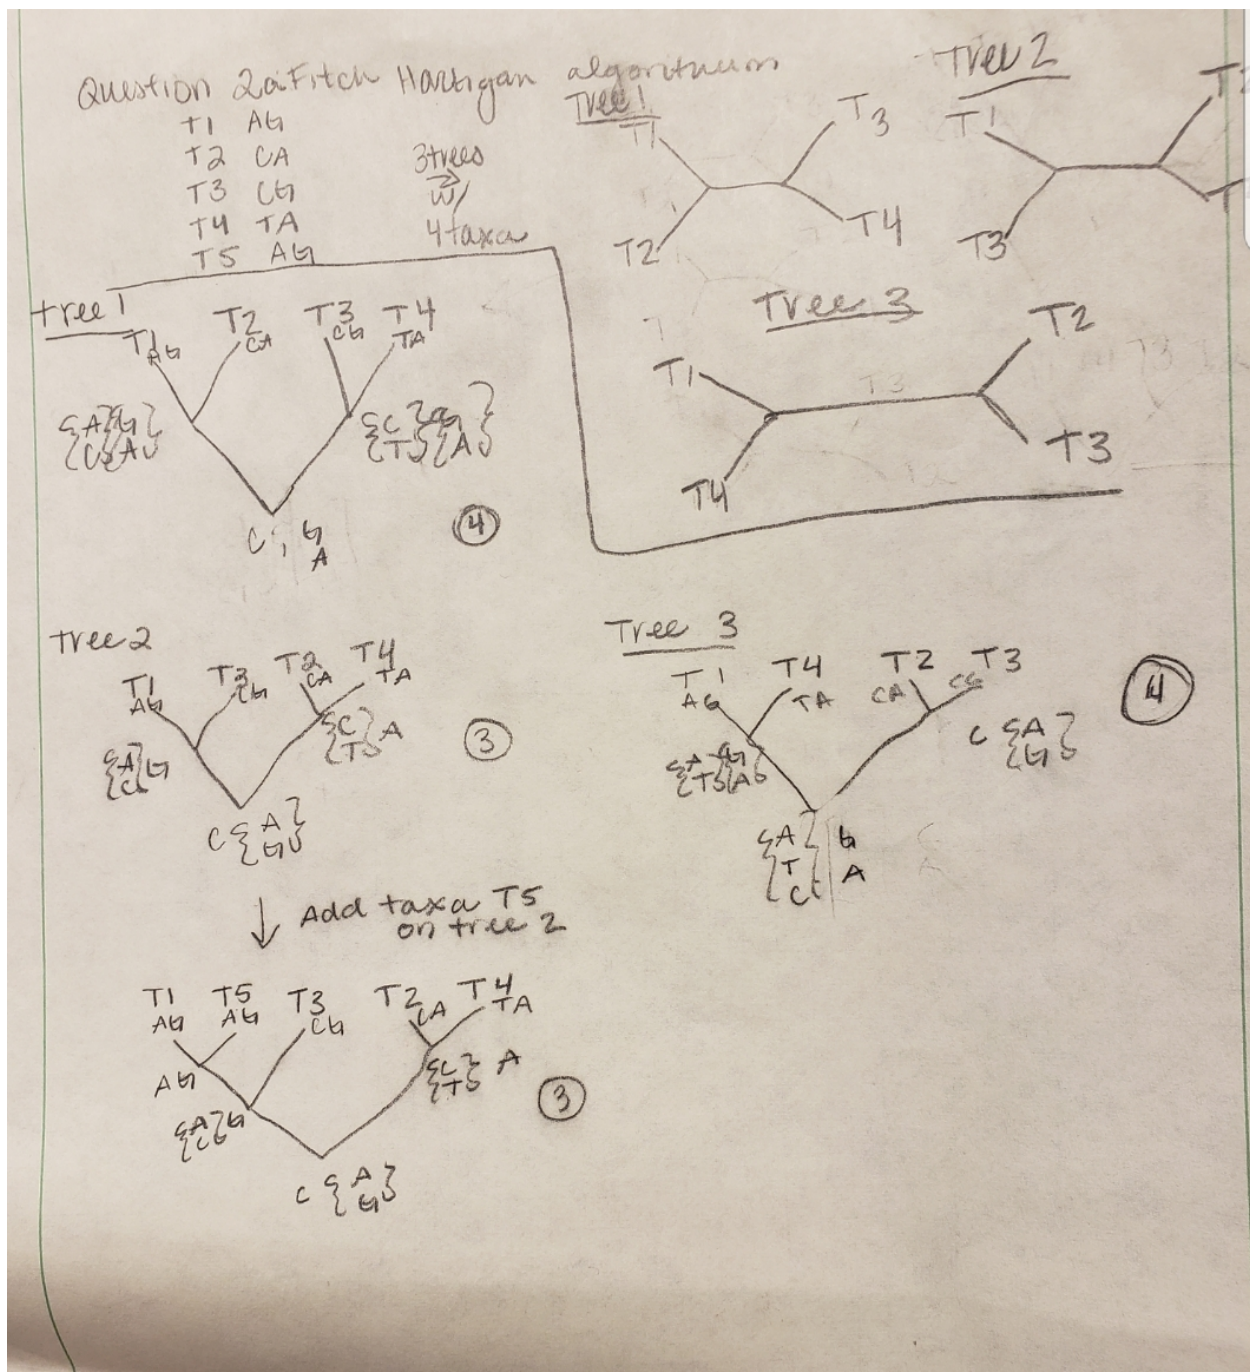 Question 2a Fitch Hartigan algorithum
T1 AG
T2 CA
T3 CG
T4 TA
T5 AG
3 trees
w/
4 taxa
Tree 1
T1
T3
T2
T4
Tree 2
T1
T3
Tree 3
T1
T2
T4
T3
tree 1
T1 T2 T3 T4
AG CA CG TA
{A}{G}
{C}{A}
{C}{G}
{T}{A}
C; G
A
4
tree 2
T1 T3 T2 T4
AG CG CA TA
{A}G
{C}
{C}A
{T}
3
C{A}
{G}
Tree 3
T1 T4 T2 T3
AG TA CA CG
{A}{G}
{T}{A}
C{A}
{G}
4
{A} G
{T} A
{C}
↓ Add taxa T5
on tree 2
T1 T5 T3 T2 T4
AG AG CG CA TA
AG
{C} A
{T}
{A}G
{C}
3
C{A}
{G}